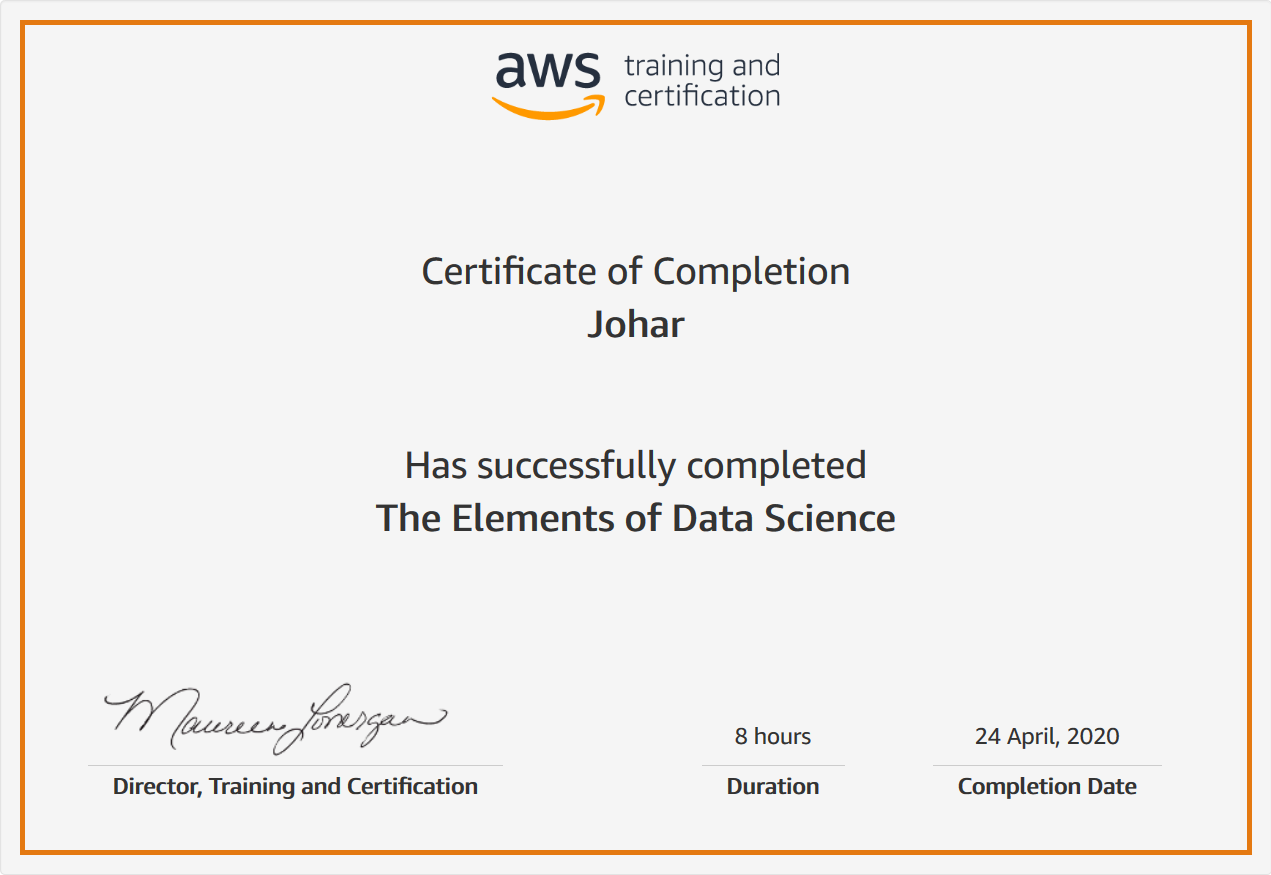 aws training and
certification
Certificate of Completion
Johar
Has successfully completed
The Elements of Data Science
Maureen Lonergan
8 hours
24 April, 2020
Director, Training and Certification
Duration
Completion Date